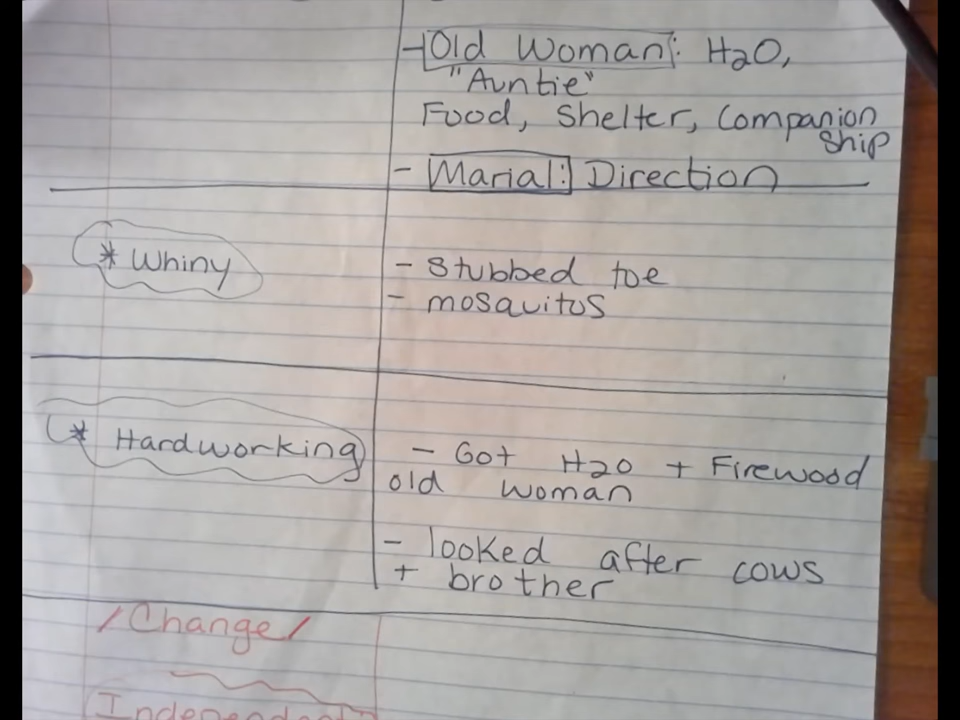 - Old Woman: H2O,
"Auntie"
Food, Shelter, Companion
Ship
- Marial: Direction
* Whiny
- Stubbed toe
- mosquitos
* Hardworking
- Got H2O + Firewood
old woman
- looked after cows
+ brother
/Change/
Independent